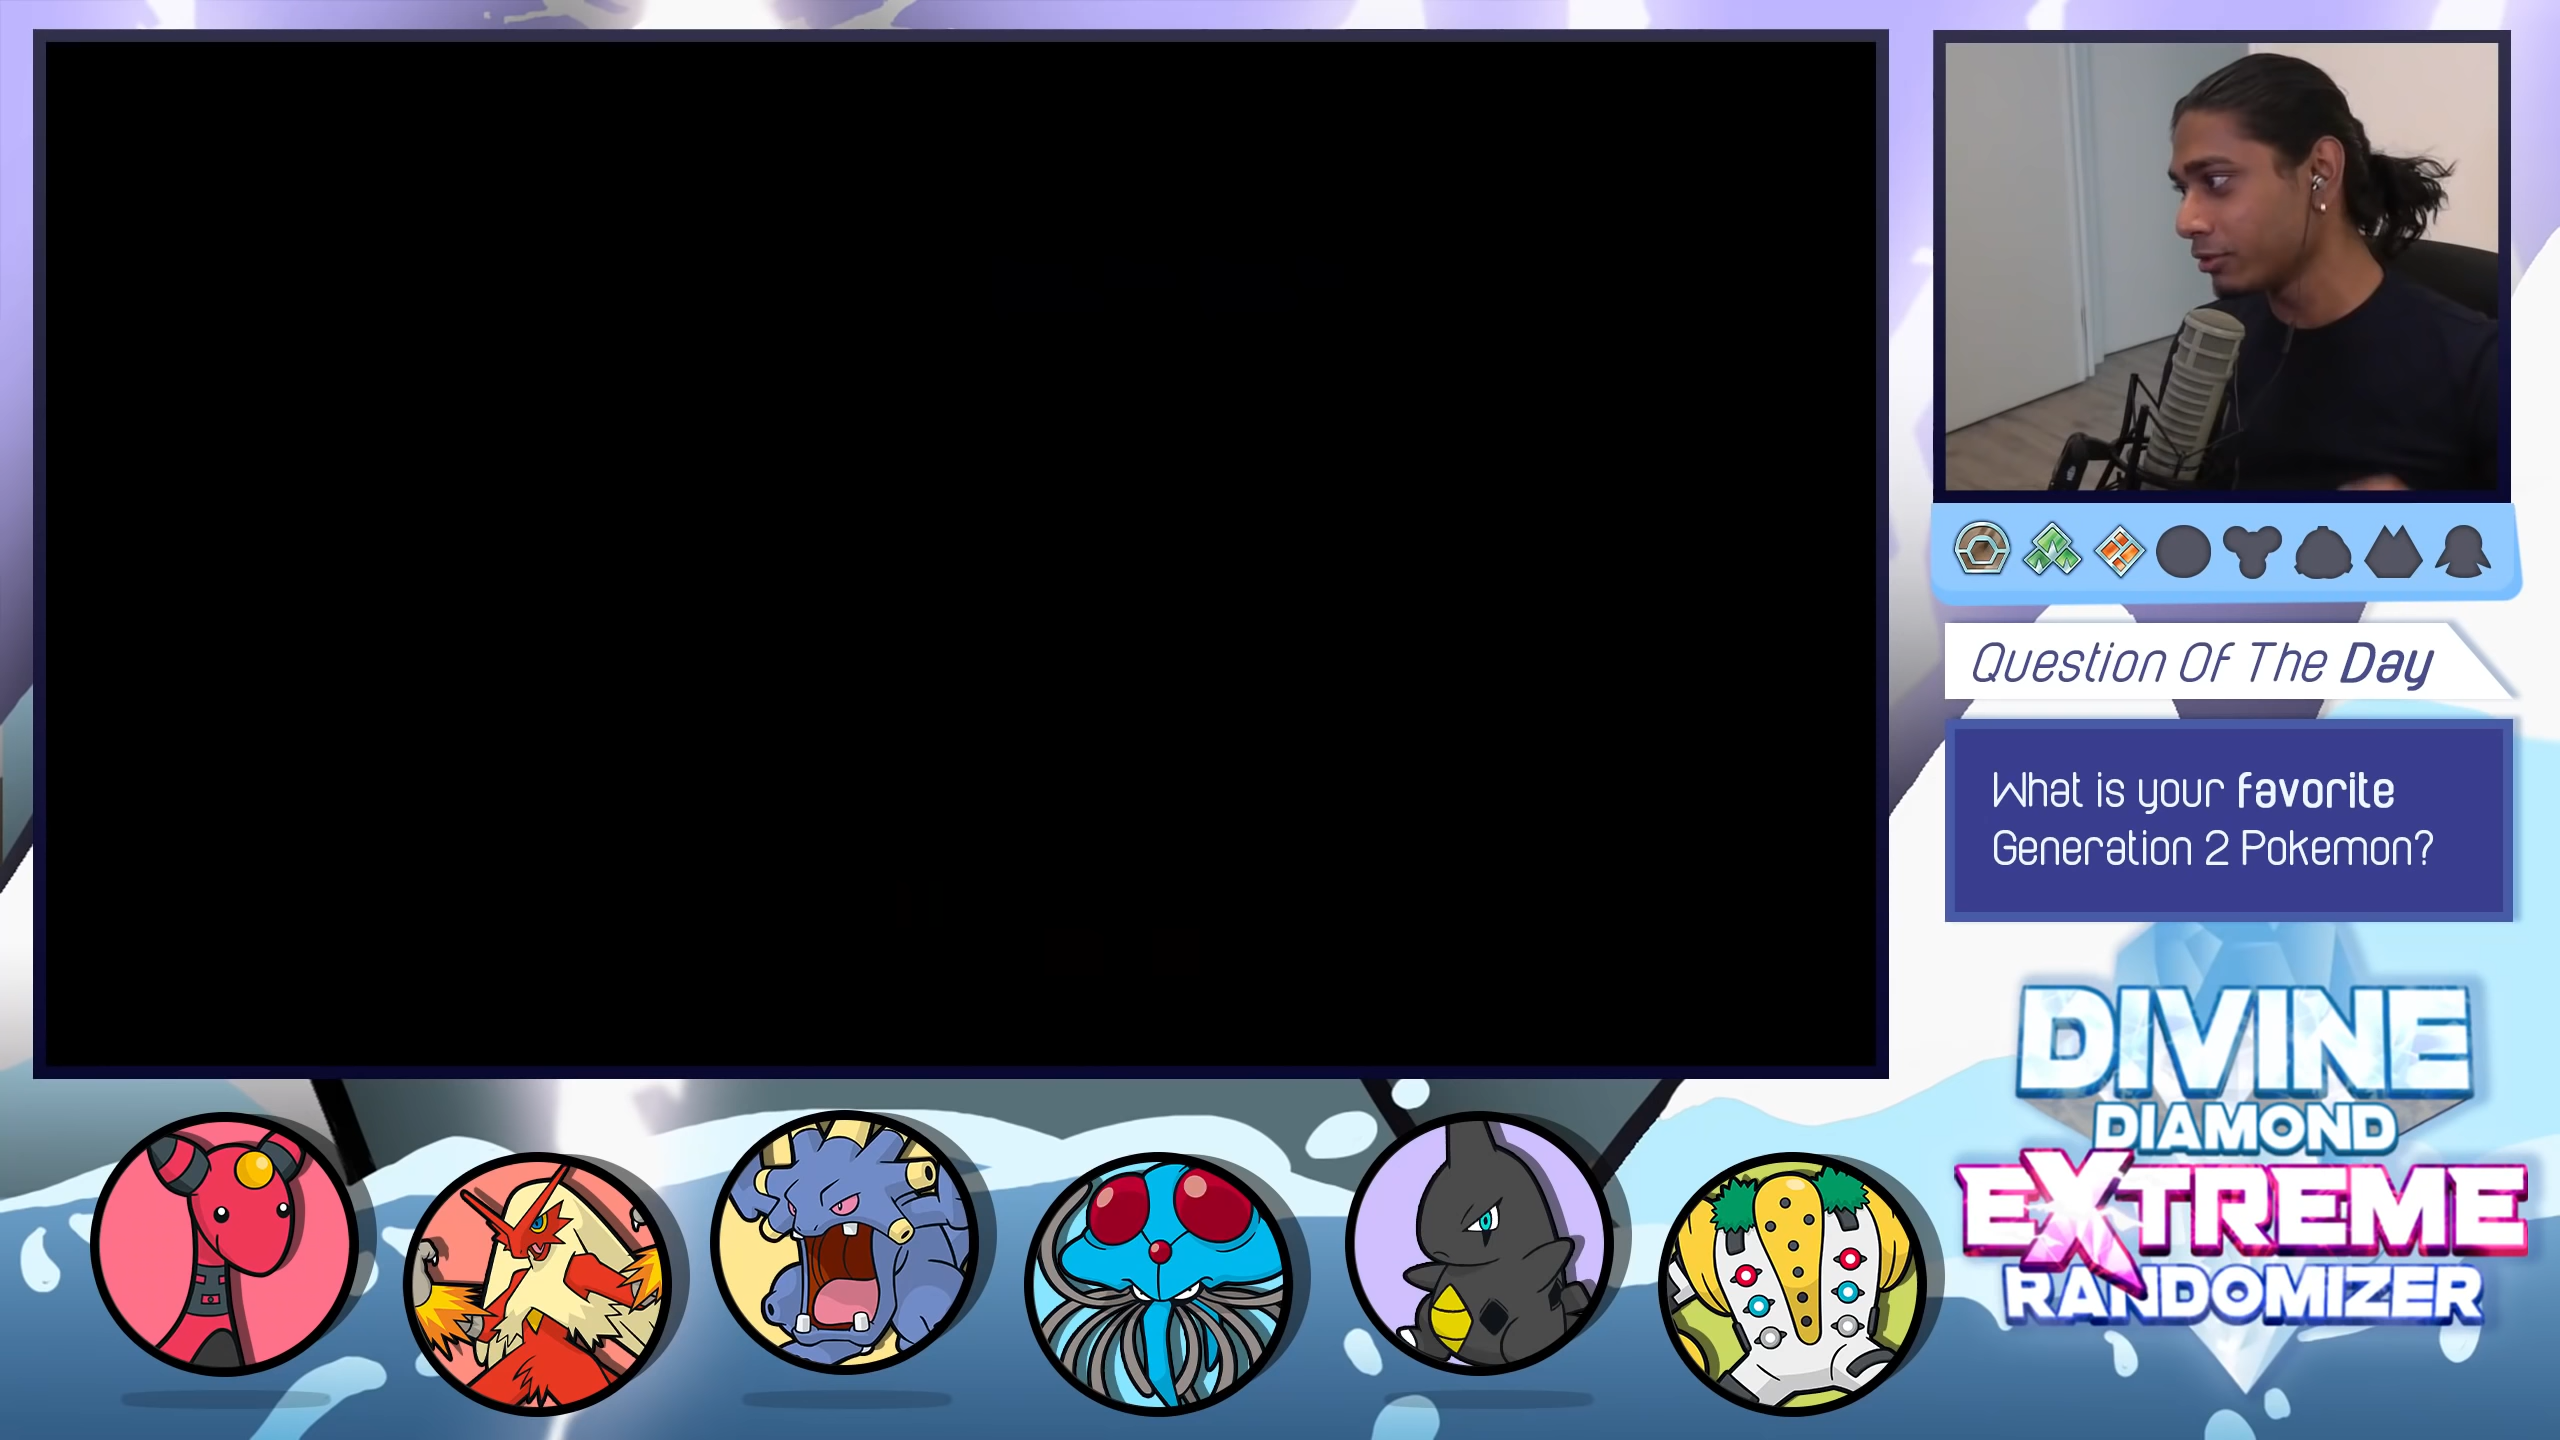 Question Of The Day
What is your favorite
Generation 2 Pokemon?
DIVINE
DIAMOND
EXTREME
RANDOMIZER